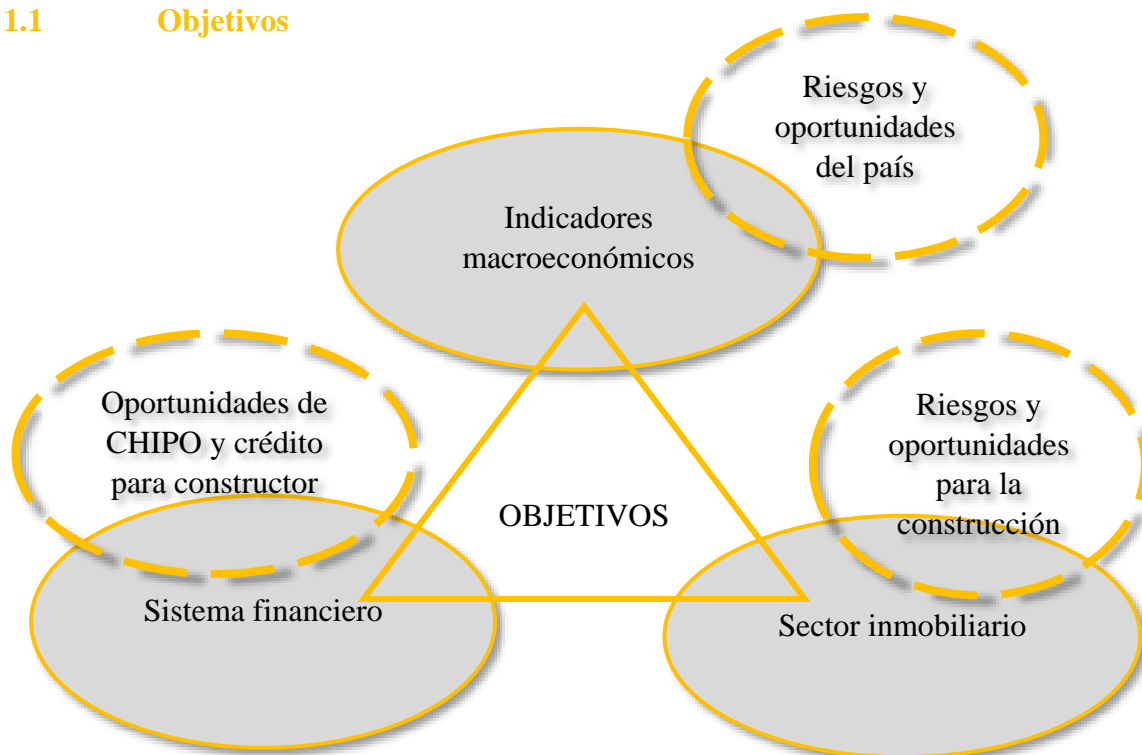 1.1 Objetivos
Riesgos y
oportunidades
del país
Indicadores
macroeconómicos
Oportunidades de
CHIPO y crédito
para constructor
Riesgos y
oportunidades
para la
construcción
OBJETIVOS
Sistema financiero
Sector inmobiliario